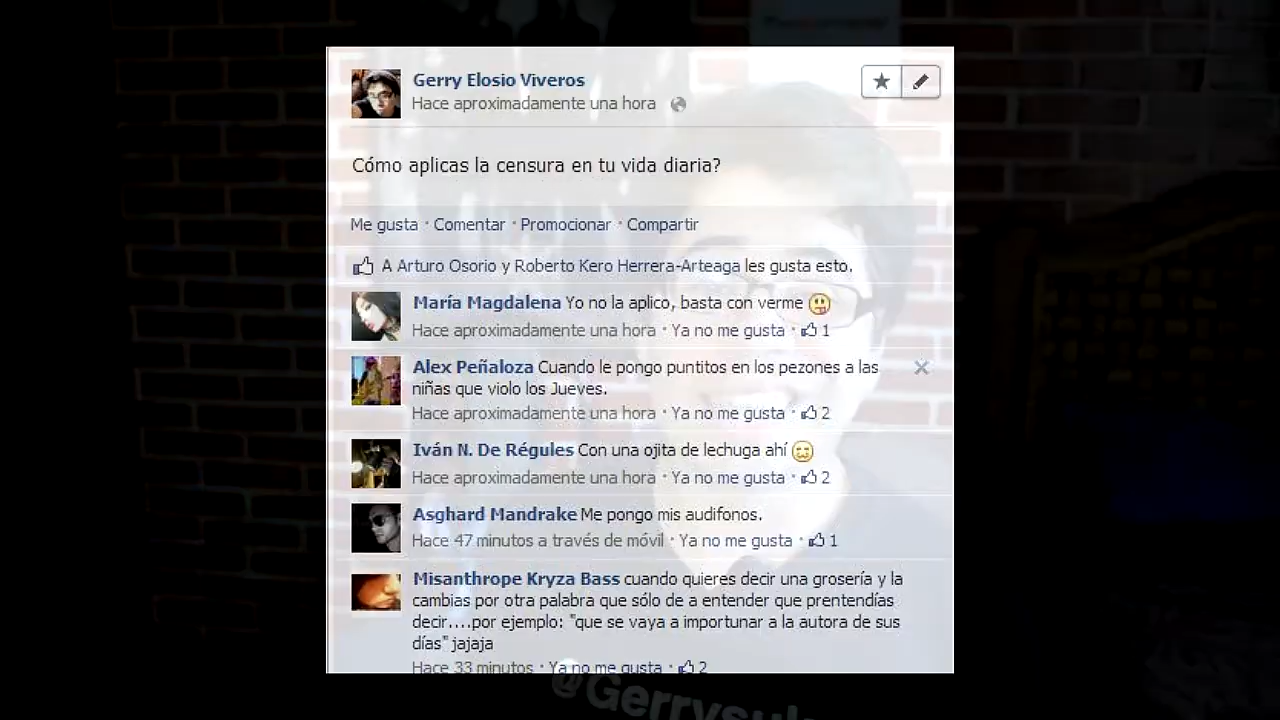 Gerry Elosio Viveros
Hace aproximadamente una hora
Cómo aplicas la censura en tu vida diaria?
Me gusta · Comentar · Promocionar · Compartir
A Arturo Osorio y Roberto Kero Herrera-Arteaga les gusta esto.
María Magdalena Yo no la aplico, basta con verme
Hace aproximadamente una hora · Ya no me gusta · 1
Alex Peñaloza Cuando le pongo puntitos en los pezones a las
niñas que violo los Jueves.
Hace aproximadamente una hora · Ya no me gusta · 2
Iván N. De Régules Con una ojita de lechuga ahí
Hace aproximadamente una hora · Ya no me gusta · 2
Asghard Mandrake Me pongo mis audifonos.
Hace 47 minutos a través de móvil · Ya no me gusta · 1
Misanthrope Kryza Bass cuando quieres decir una grosería y la
cambias por otra palabra que sólo de a entender que prentendías
decir....por ejemplo: "que se vaya a importunar a la autora de sus
días" jajaja
Hace 33 minutos · Ya no me gusta · 2